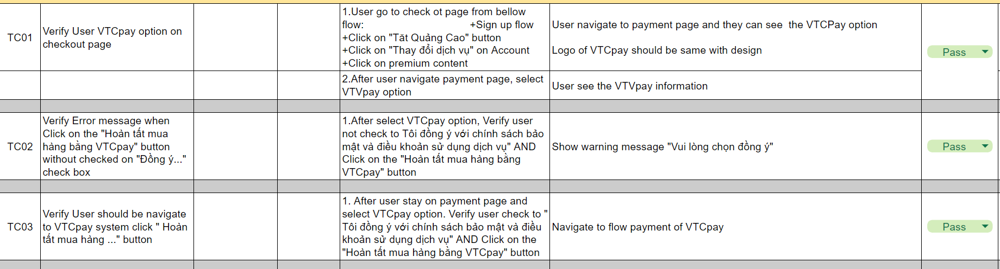 TC01
Verify User VTCpay option on
checkout page
1.User go to check ot page from bellow
flow: +Sign up flow
+Click on "Tăt Quảng Cao" button
+Click on "Thay đổi dịch vụ" on Account
+Click on premium content
User navigate to payment page and they can see  the VTCPay option
Logo of VTCpay should be same with design
Pass
2.After user navigate payment page, select
VTVpay option
User see the VTVpay information
TC02
Verify Error message when
Click on the "Hoàn tất mua
hàng bằng VTCpay" button
without checked on "Đồng ý..."
check box
1.After select VTCpay option, Verify user
not check to Tôi đồng ý với chính sách bảo
mật và điều khoản sử dụng dịch vụ" AND
Click on the "Hoàn tất mua hàng bằng
VTCpay" button
Show warning message "Vui lòng chọn đồng ý"
Pass
TC03
Verify User should be navigate
to VTCpay system click " Hoàn
tất mua hàng ..." button
1. After user stay on payment page and
select VTCpay option. Verify user check to "
Tôi đồng ý với chính sách bảo mật và điều
khoản sử dụng dịch vụ" AND Click on the
"Hoàn tất mua hàng bằng VTCpay" button
Navigate to flow payment of VTCpay
Pass